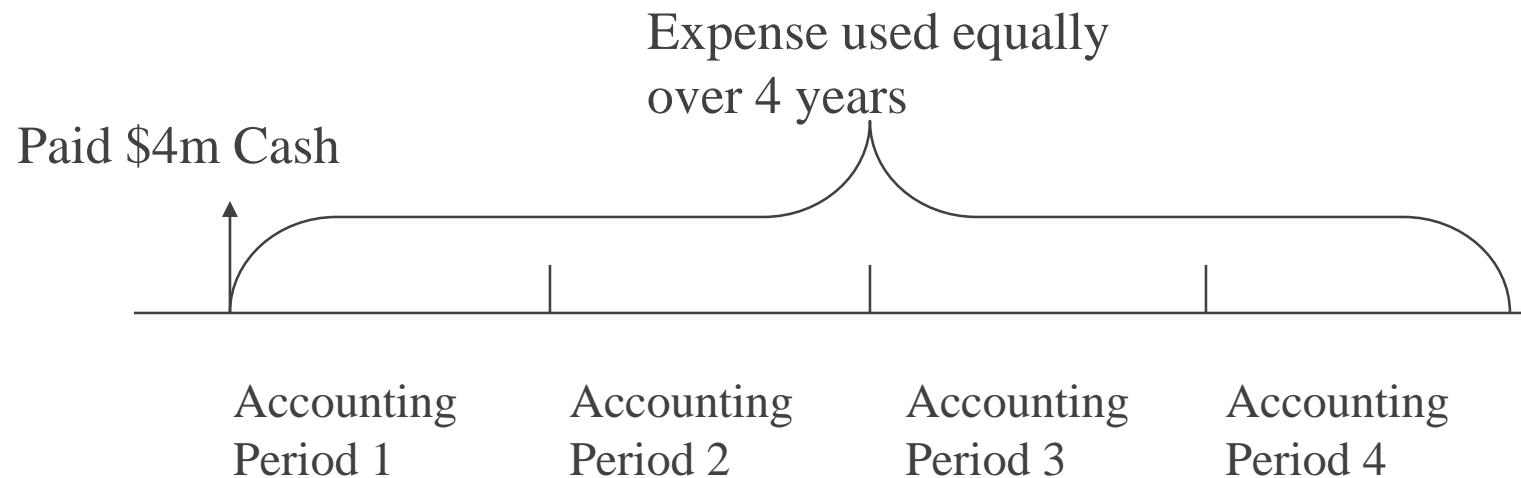 Expense used equally
over 4 years
Paid $4m Cash
Accounting
Period 1
Accounting
Period 2
Accounting
Period 3
Accounting
Period 4